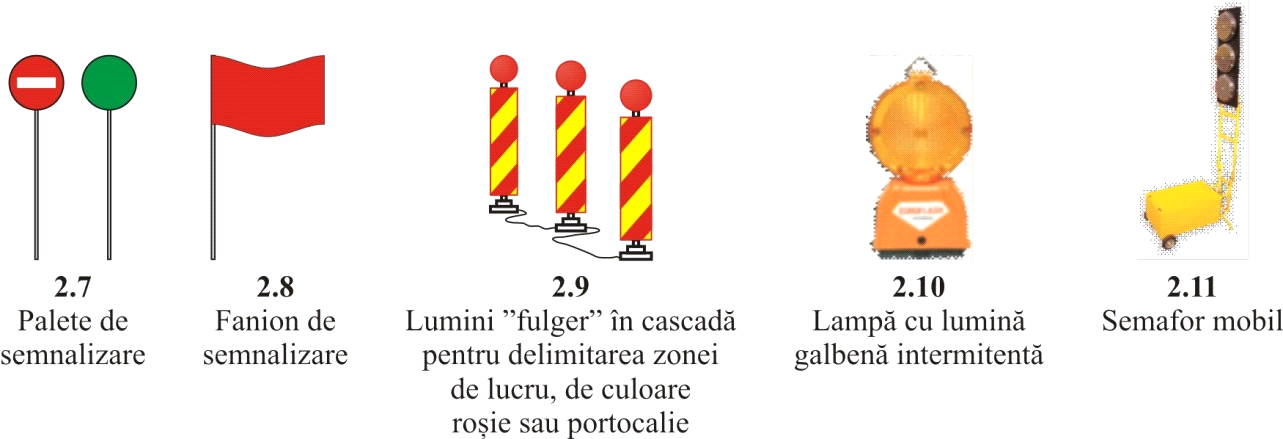 2.7
Palete de
semnalizare
2.8
Fanion de
semnalizare
2.9
Lumini ”fulger” în cascadă
pentru delimitarea zonei
de lucru, de culoare
roșie sau portocalie
2.10
Lampă cu lumină
galbenă intermitentă
2.11
Semafor mobil